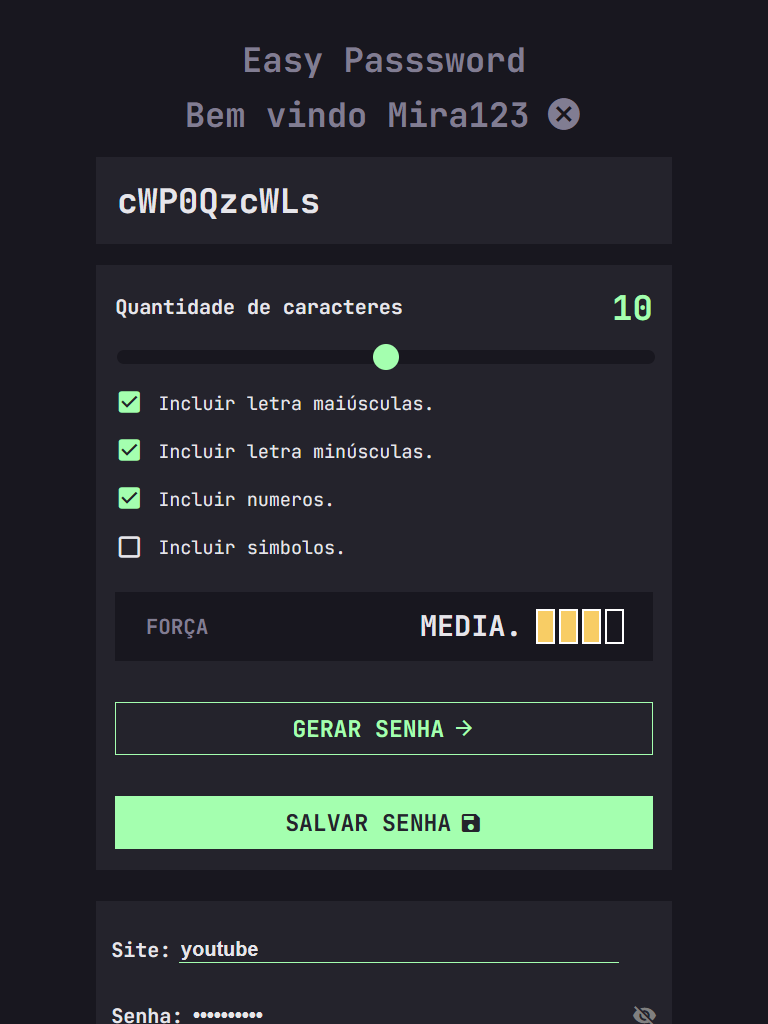 Easy Passsword
Bem vindo Mira123
cWP0QzcWLs
Quantidade de caracteres 10
Incluir letra maiúsculas.
Incluir letra minúsculas.
Incluir numeros.
Incluir simbolos.
FORÇA MEDIA.
GERAR SENHA →
SALVAR SENHA
Site: youtube
Senha: ••••••••••